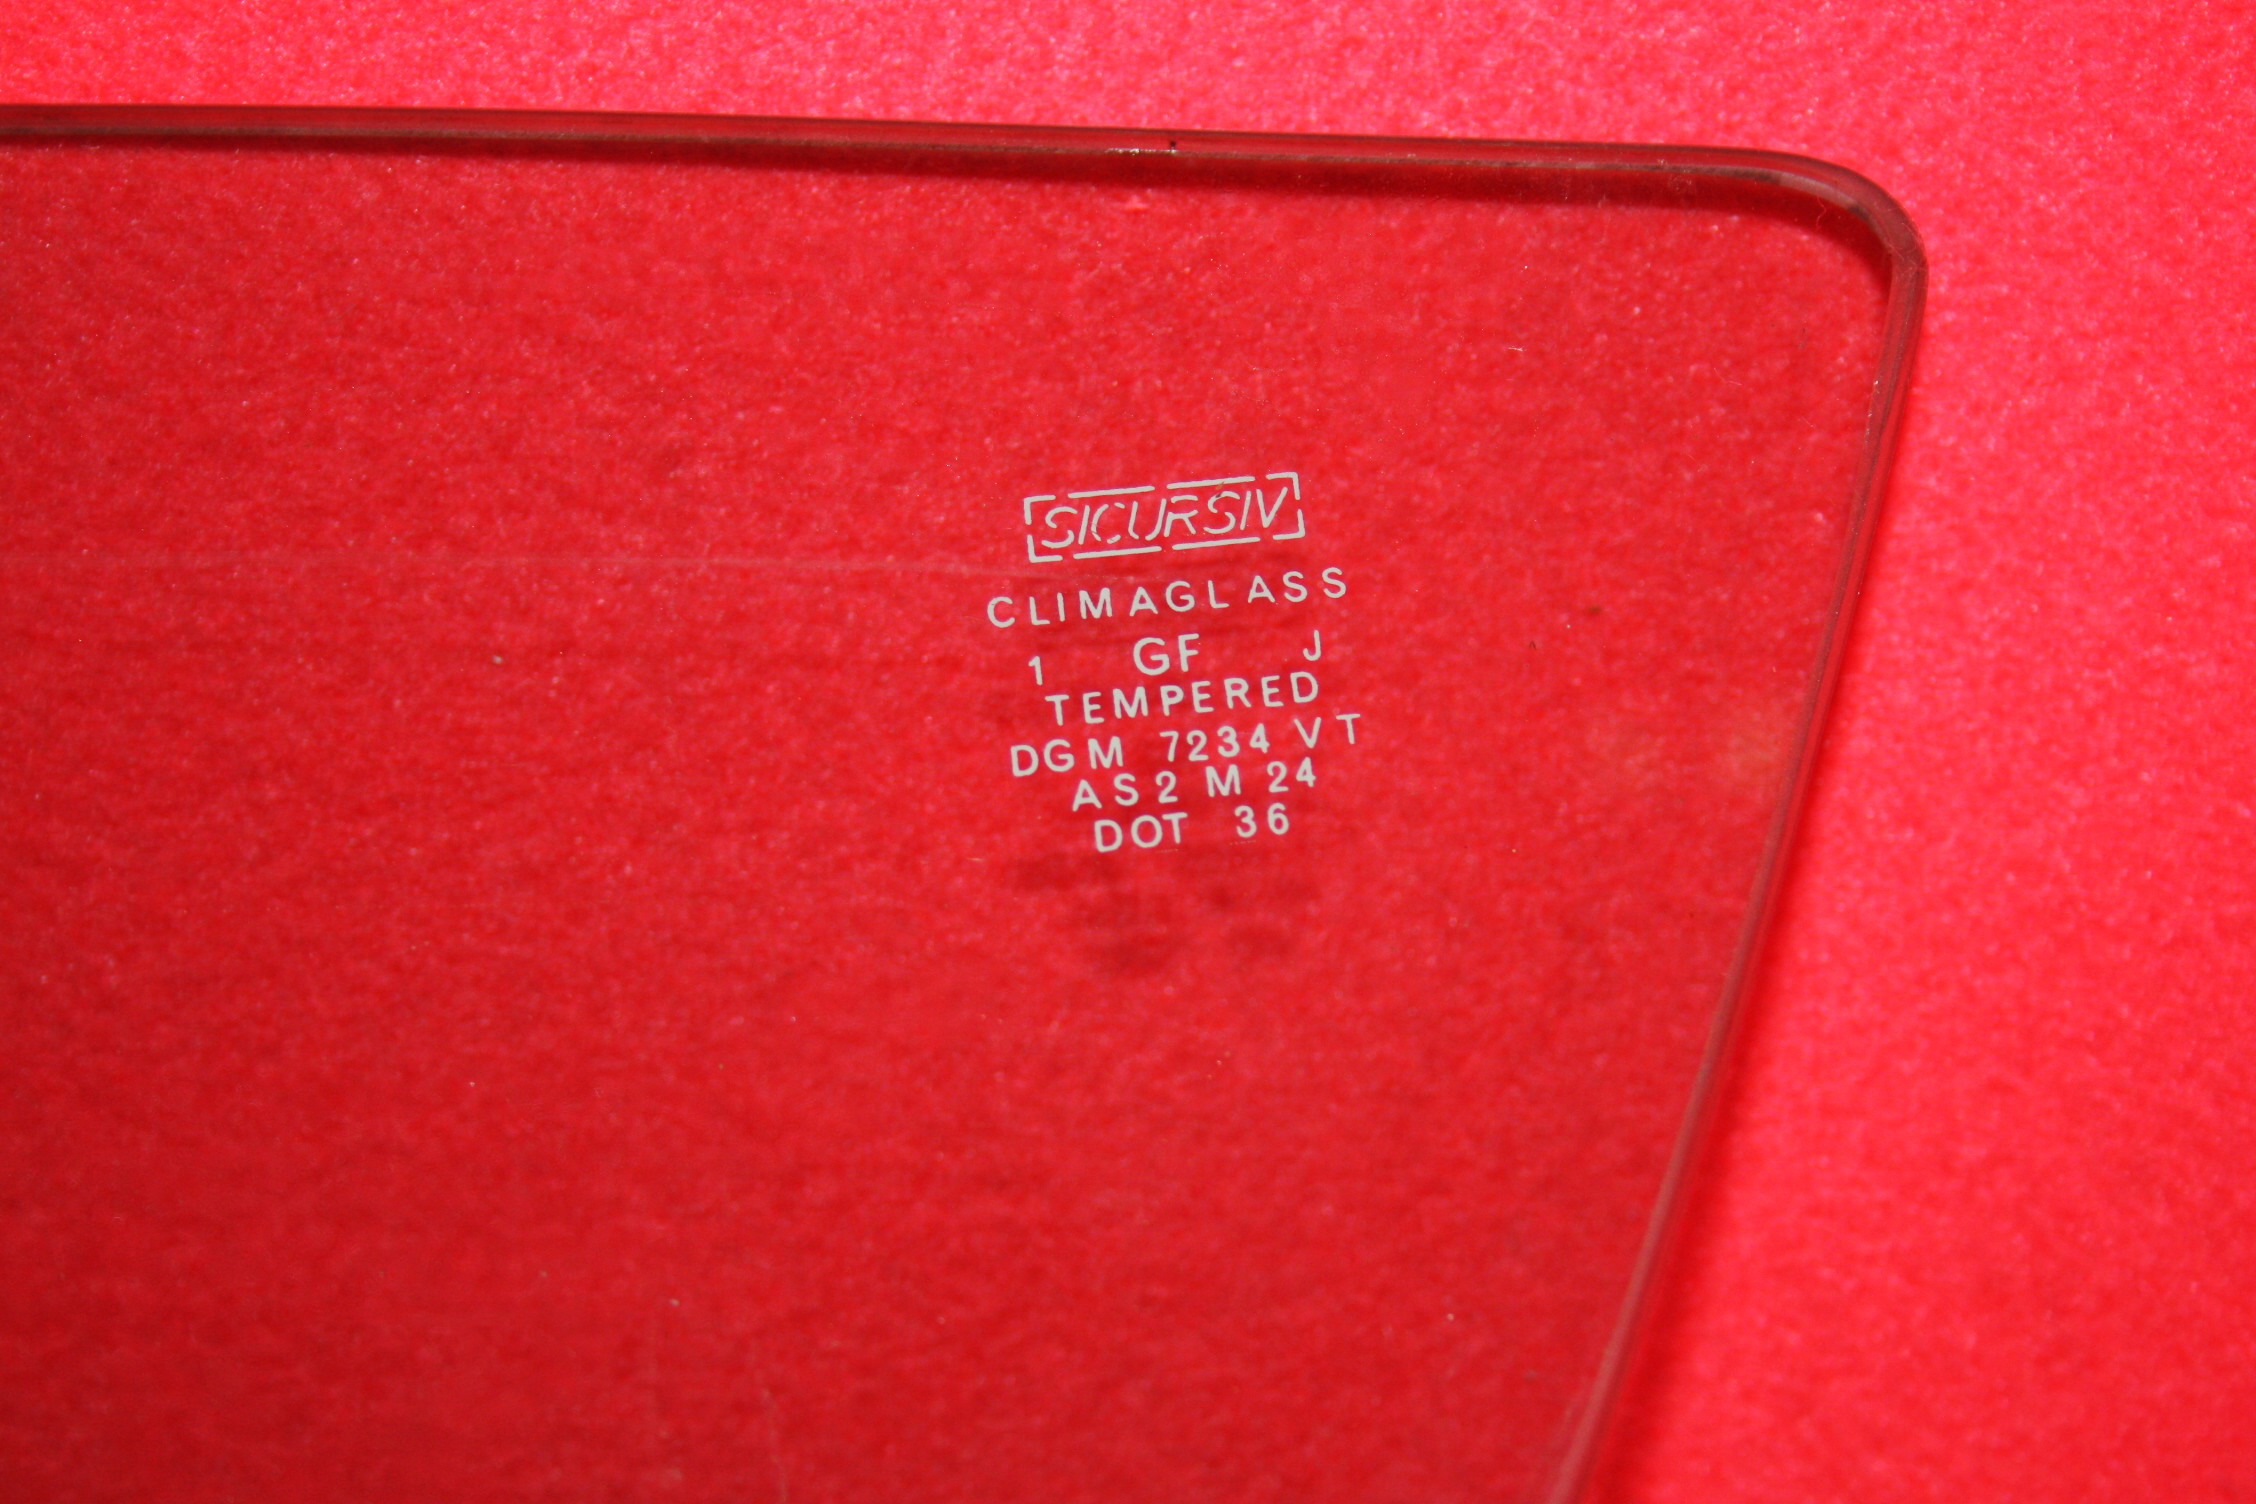 SICURSIV
CLIMAGLASS
1 GF J
TEMPERED
DGM 7234 VT
AS2 M 24
DOT 36